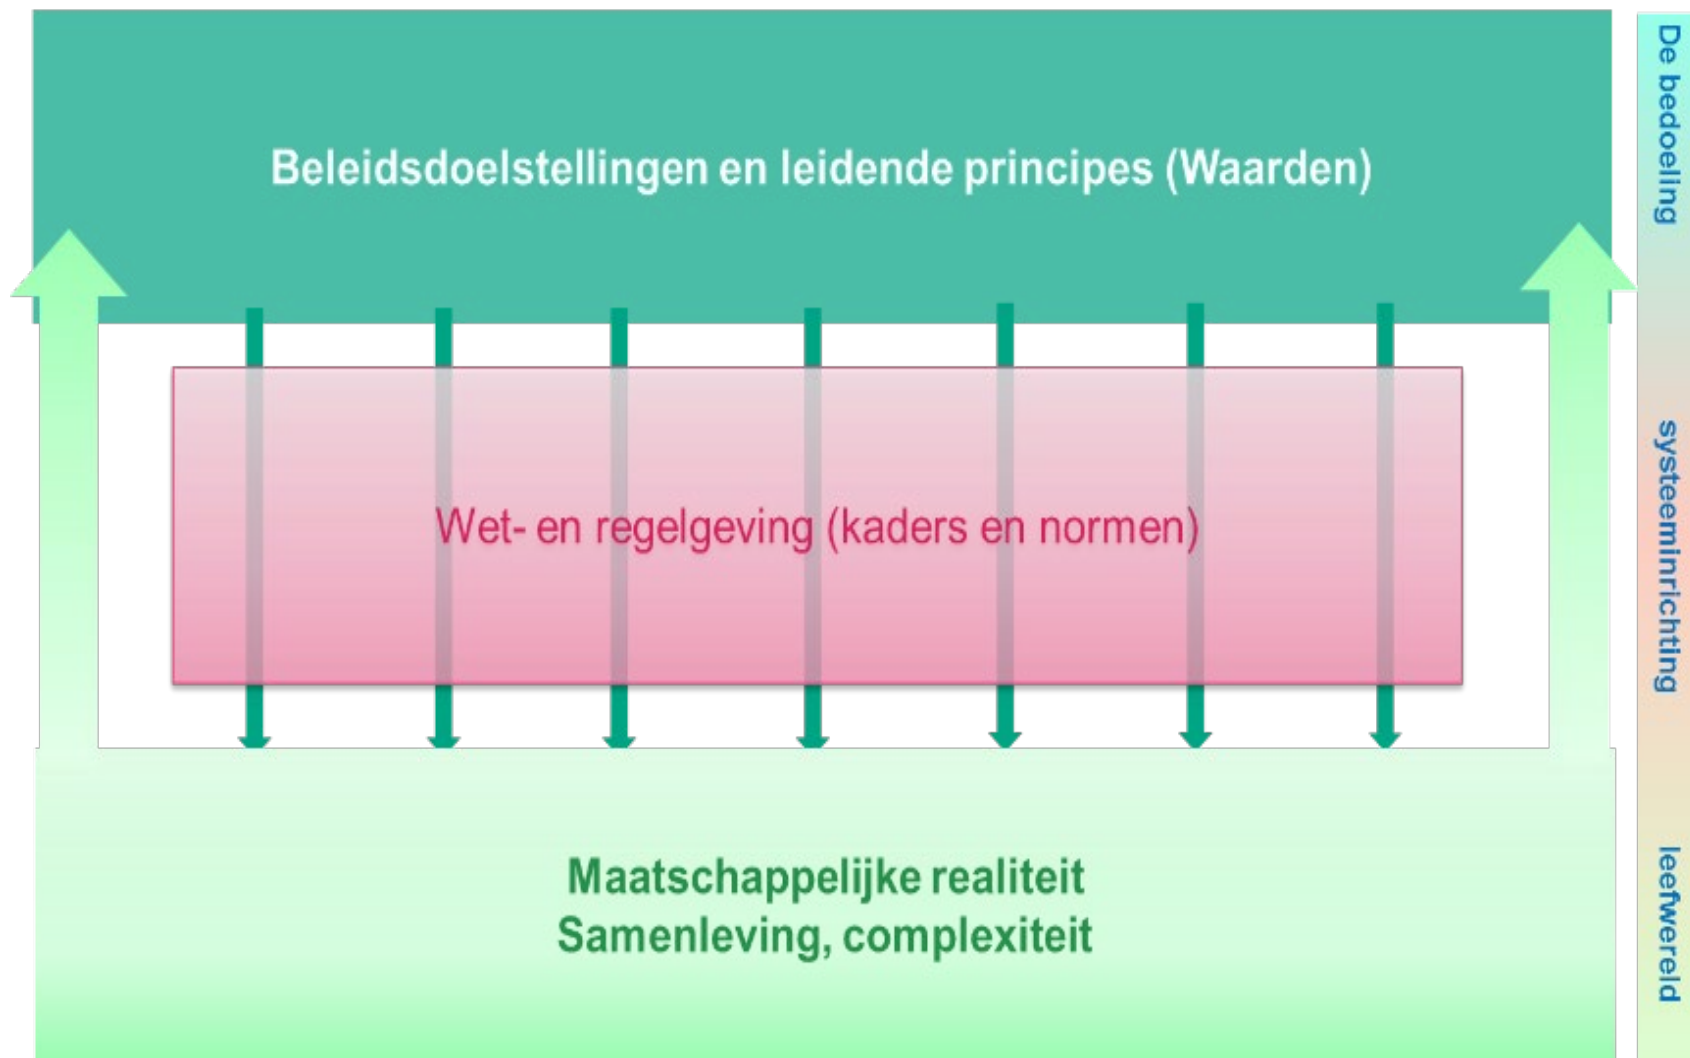 Beleidsdoelstellingen en leidende principes (Waarden)
Wet- en regelgeving (kaders en normen)
Maatschappelijke realiteit
Samenleving, complexiteit
De bedoeling
systeeminrichting
leefwereld